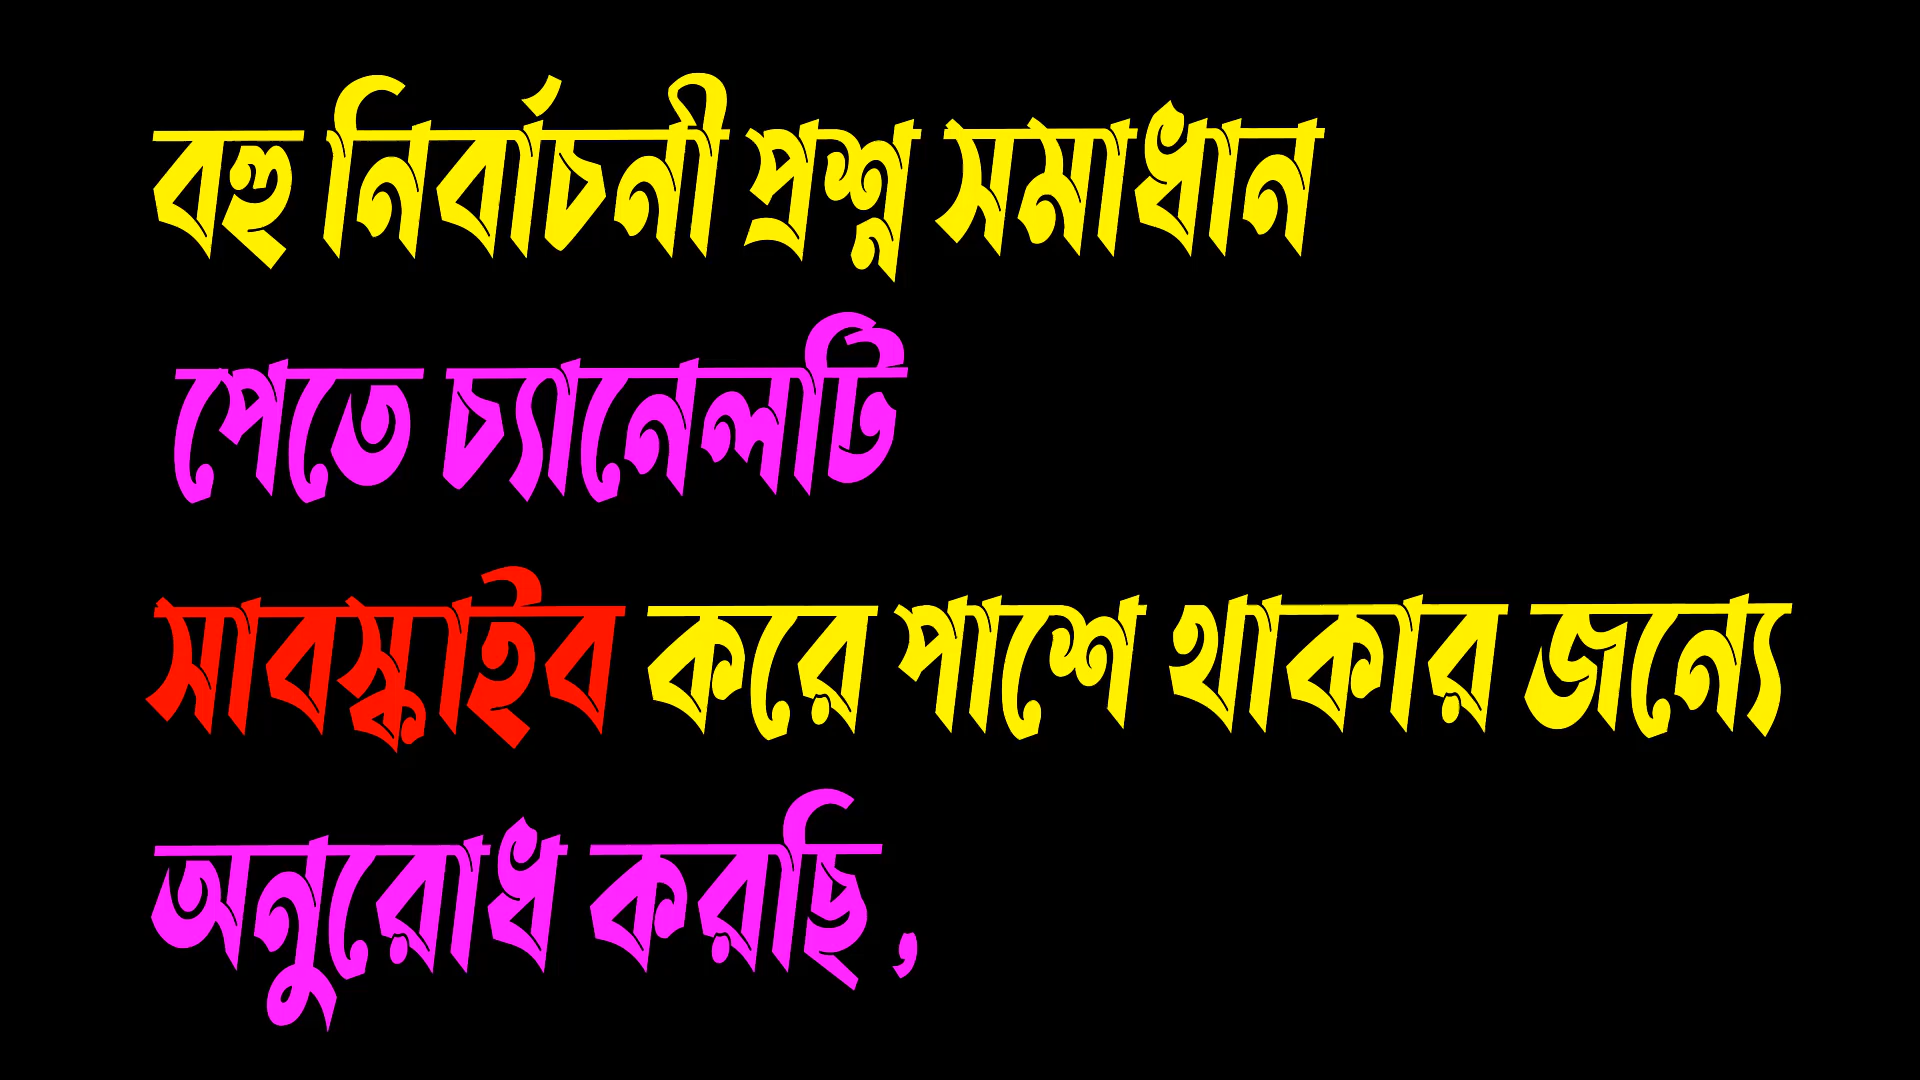 বহু নির্বাচনী প্রশ্ন সমাধান
পেতে চ্যানেলটি
সাবস্কাইব করে পাশে থাকার জন্যে
অনুরোধ করছি ,